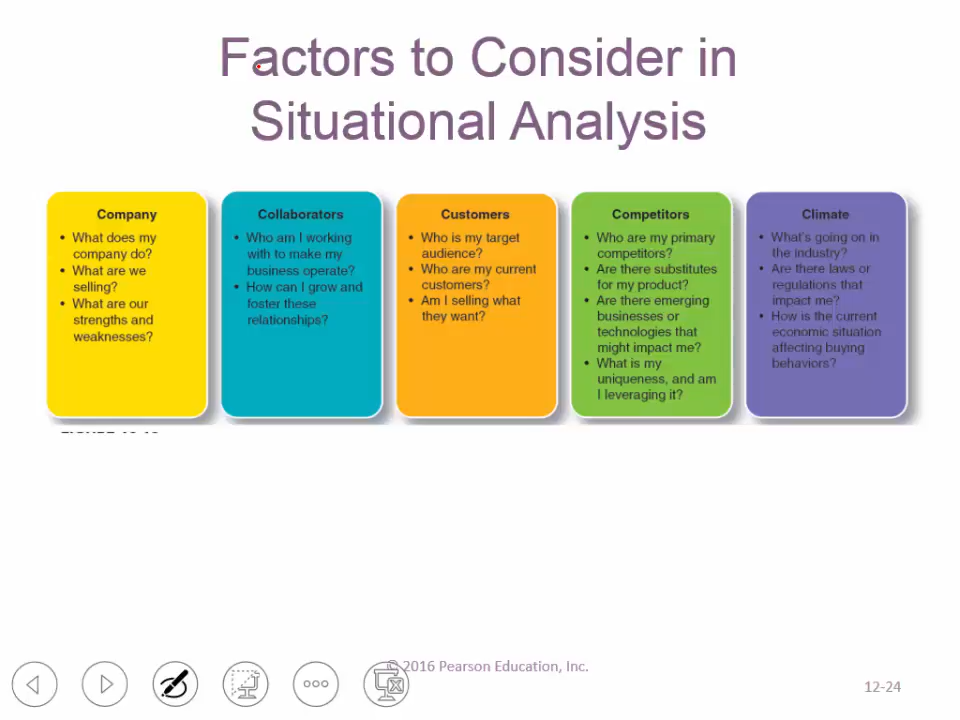 Factors to Consider in
Situational Analysis
Company
• What does my
company do?
• What are we
selling?
• What are our
strengths and
weaknesses?
Collaborators
• Who am I working
with to make my
business operate?
• How can I grow and
foster these
relationships?
Customers
• Who is my target
audience?
• Who are my current
customers?
• Am I selling what
they want?
Competitors
• Who are my primary
competitors?
• Are there substitutes
for my product?
• Are there emerging
businesses or
technologies that
might impact me?
• What is my
uniqueness, and am
I leveraging it?
Climate
• What's going on in
the industry?
• Are there laws or
regulations that
impact me?
• How is the current
economic situation
affecting buying
behaviors?
© 2016 Pearson Education, Inc.
12-24